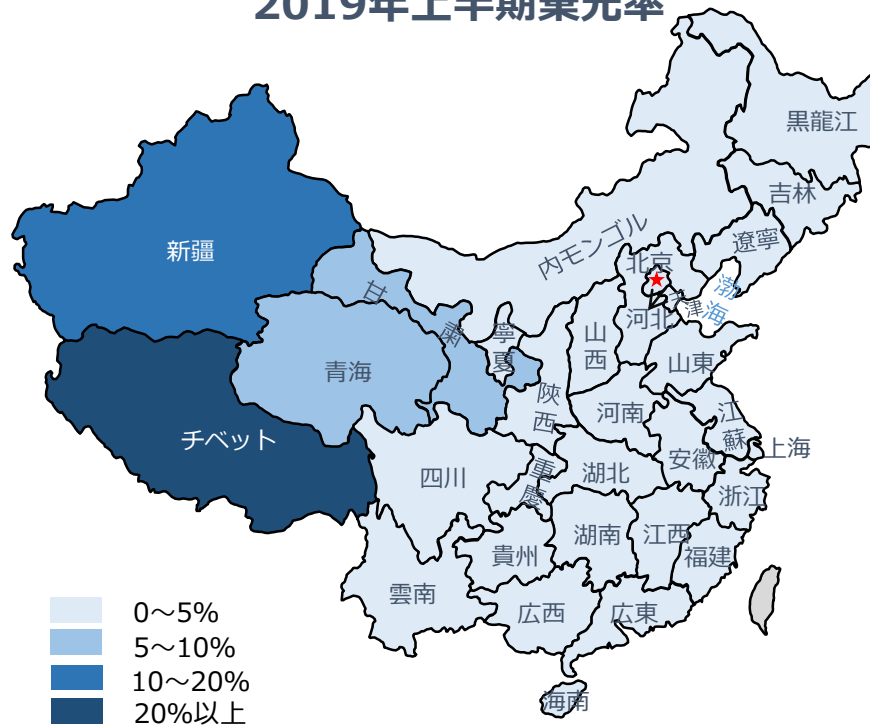 2019年上半期棄光率
黒龍江
吉林
遼寧
内モンゴル
北京
天津
渤海
河北
新疆
甘粛
寧夏
山西
山東
青海
陝西
河南
江蘇
チベット
四川
重慶
湖北
安徽
上海
浙江
湖南
江西
福建
貴州
雲南
広西
広東
海南
0～5%
5～10%
10～20%
20%以上